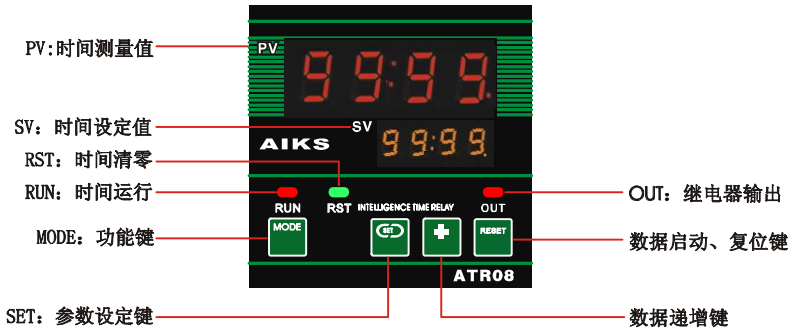 PV:时间测量值
PV
99:99.
SV：时间设定值
SV
99:99.
AIKS
RST：时间清零
RUN：时间运行
RUN
RST
INTELLIGENCE TIME RELAY
OUT
OUT：继电器输出
MODE：功能键
MODE
SET
RESET
数据启动、复位键
ATR08
SET：参数设定键
数据递增键